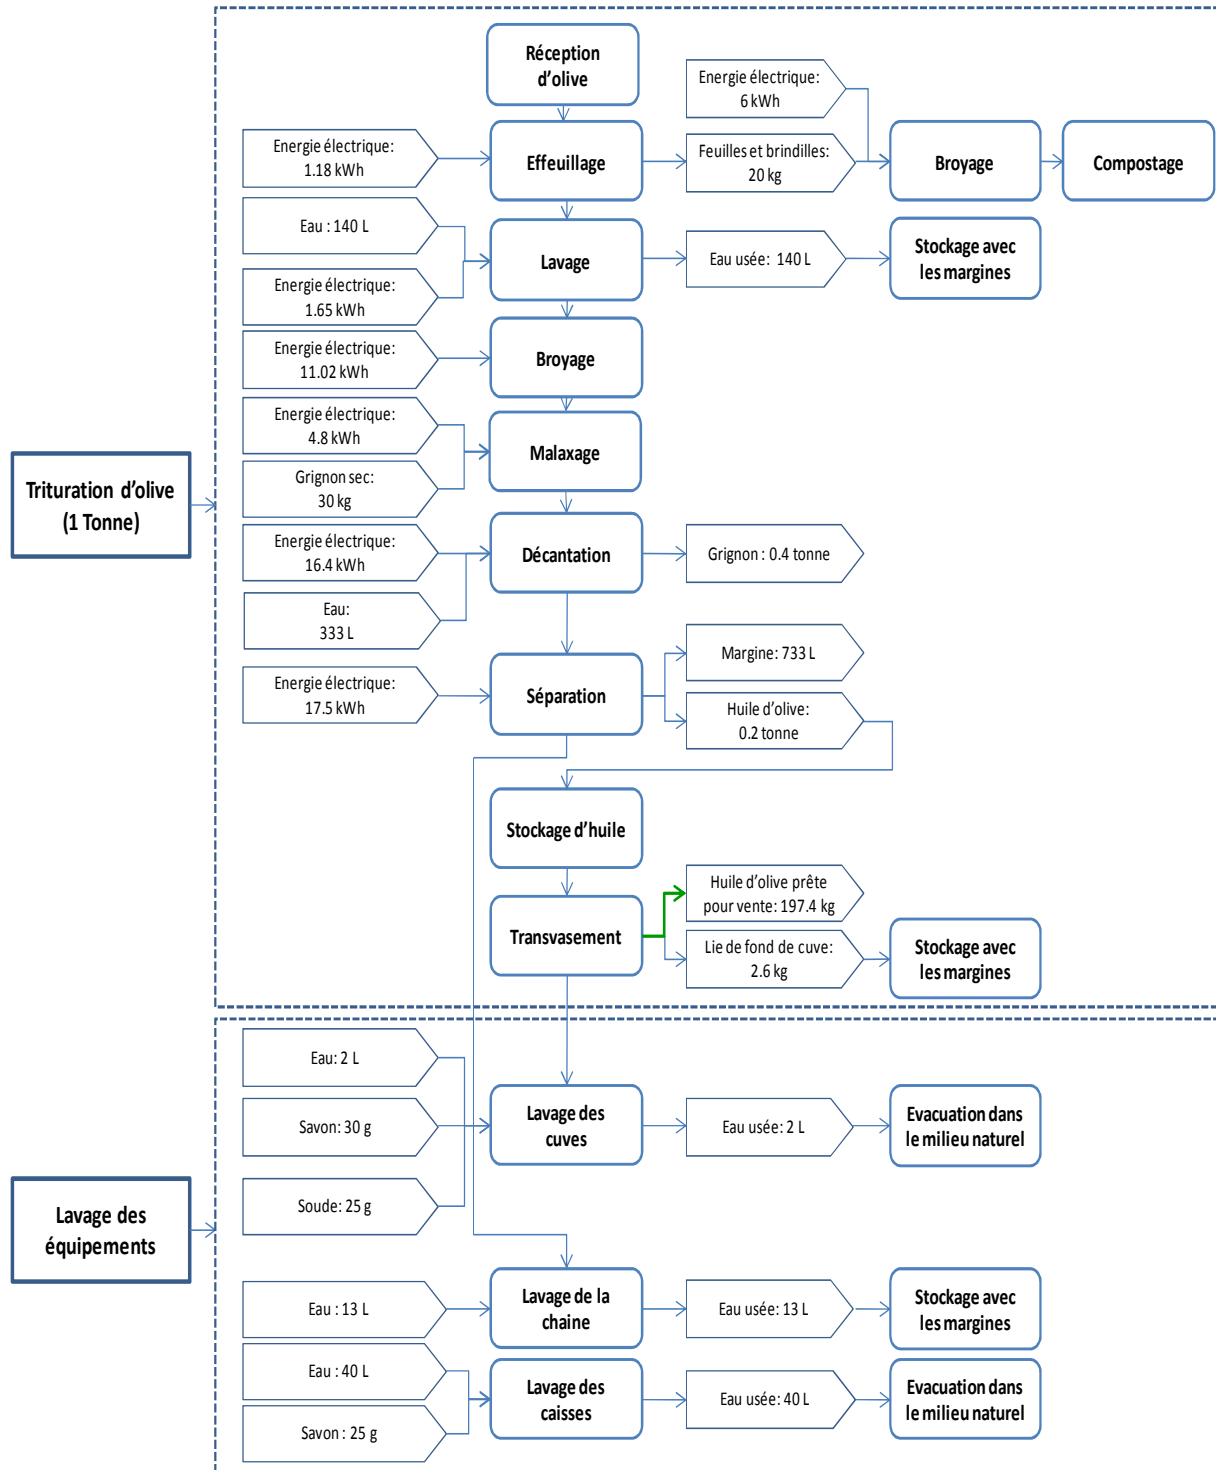 Réception
d'olive
Energie électrique:
6 kWh
Energie électrique:
1.18 kWh
Effeuillage
Feuilles et brindilles:
20 kg
Broyage
Compostage
Eau : 140 L
Lavage
Eau usée: 140 L
Stockage avec
les margines
Energie électrique:
1.65 kWh
Energie électrique:
11.02 kWh
Broyage
Energie électrique:
4.8 kWh
Malaxage
Grignon sec:
30 kg
Trituration d'olive
(1 Tonne)
Energie électrique:
16.4 kWh
Décantation
Grignon : 0.4 tonne
Eau:
333 L
Margine: 733 L
Energie électrique:
17.5 kWh
Séparation
Huile d'olive:
0.2 tonne
Stockage d'huile
Huile d'olive prête
pour vente: 197.4 kg
Transvasement
Lie de fond de cuve:
2.6 kg
Stockage avec
les margines
Eau: 2 L
Savon: 30 g
Lavage des
cuves
Eau usée: 2 L
Evacuation dans
le milieu naturel
Soude: 25 g
Lavage des
équipements
Eau : 13 L
Lavage de la
chaine
Eau usée: 13 L
Stockage avec
les margines
Eau : 40 L
Lavage des
caisses
Eau usée: 40 L
Evacuation dans
le milieu naturel
Savon : 25 g